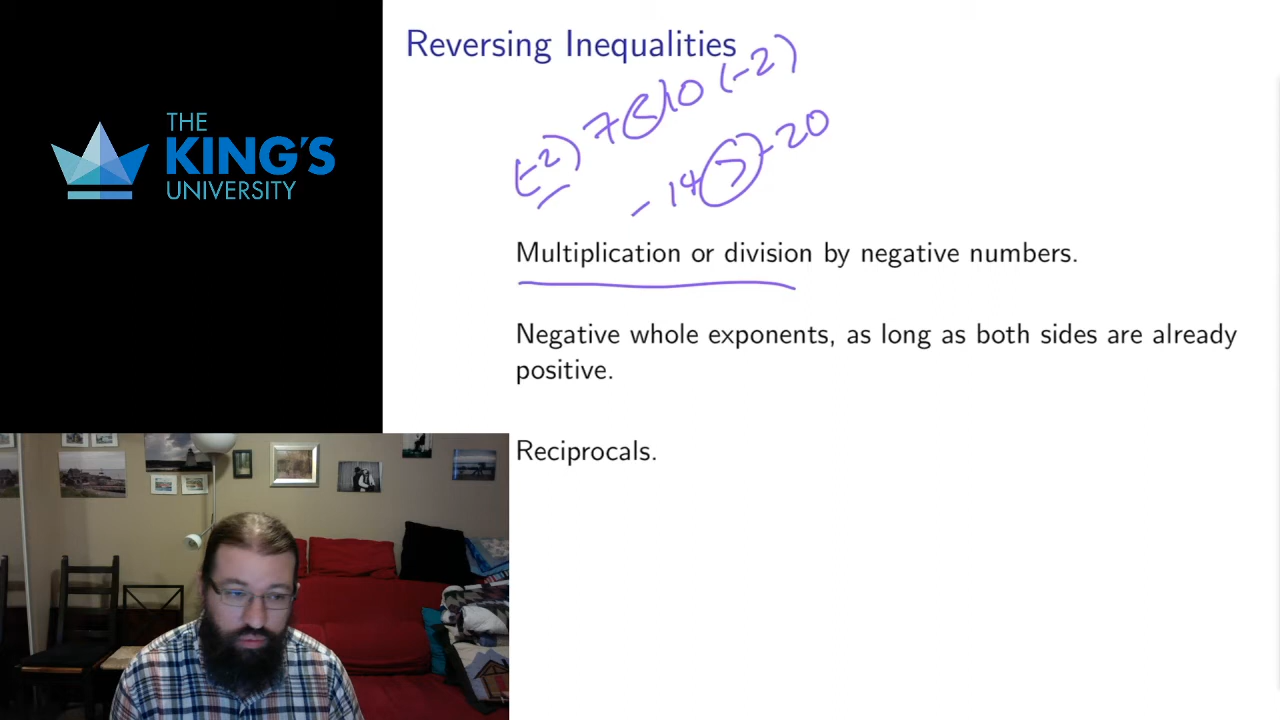 THE
KING'S
UNIVERSITY
Reversing Inequalities
(-2) 7 < 10 (-2)
-14 > -20
Multiplication or division by negative numbers.
Negative whole exponents, as long as both sides are already
positive.
Reciprocals.